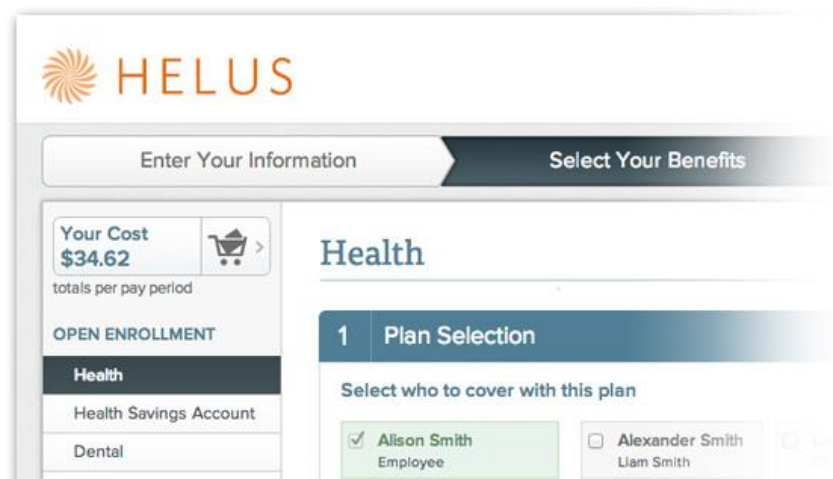 HELUS
Enter Your Information
Select Your Benefits
Your Cost
$34.62
totals per pay period
OPEN ENROLLMENT
Health
Health Savings Account
Dental
Health
1 Plan Selection
Select who to cover with this plan
Alison Smith
Employee
Alexander Smith
Liam Smith